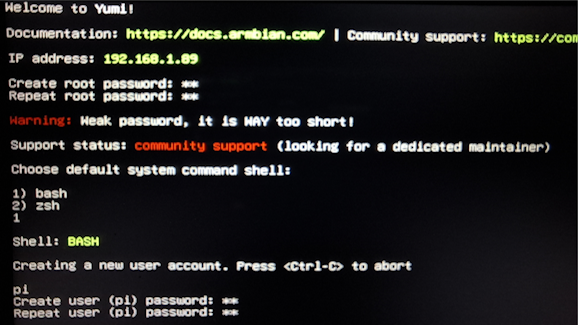 Welcome to Yumi!
Documentation: https://docs.armbian.com/ | Community support: https://com
IP address: 192.168.1.89
Create root password: **
Repeat root password: **
Warning: Weak password, it is WAY too short!
Support status: community support (looking for a dedicated maintainer)
Choose default system command shell:
1) bash
2) zsh
1
Shell: BASH
Creating a new user account. Press <Ctrl-C> to abort
pi
Create user (pi) password: **
Repeat user (pi) password: **